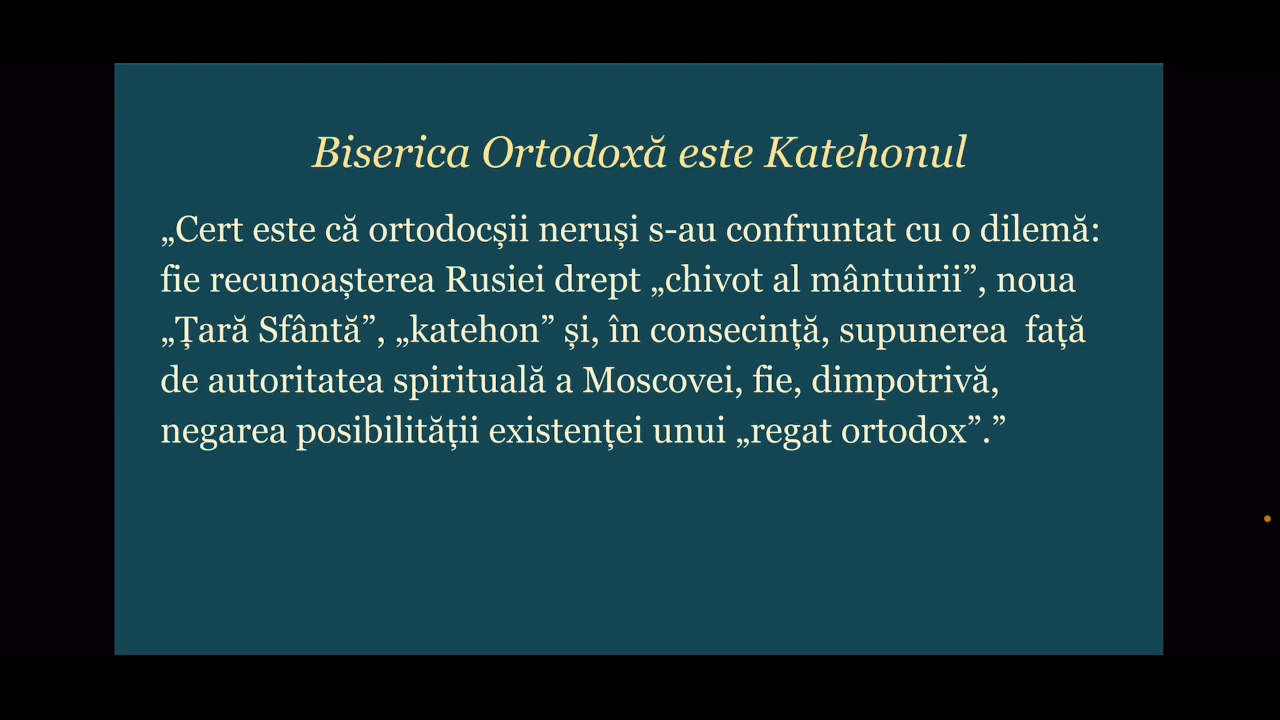 Biserica Ortodoxă este Katehonul
„Cert este că ortodocșii neruși s-au confruntat cu o dilemă:
fie recunoașterea Rusiei drept „chivot al mântuirii”, noua
„Țară Sfântă”, „katehon” și, în consecință, supunerea  față
de autoritatea spirituală a Moscovei, fie, dimpotrivă,
negarea posibilității existenței unui „regat ortodox”.”